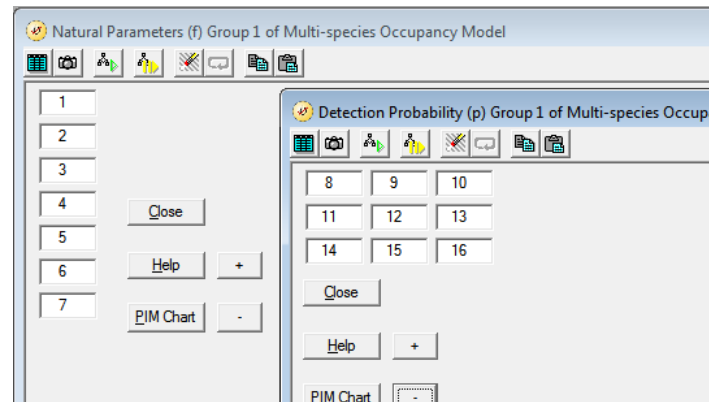 Natural Parameters (f) Group 1 of Multi-species Occupancy Model
1
2
3
4
5
6
7
Close
Help +
PIM Chart -
Detection Probability (p) Group 1 of Multi-species Occup
8 9 10
11 12 13
14 15 16
Close
Help +
PIM Chart -